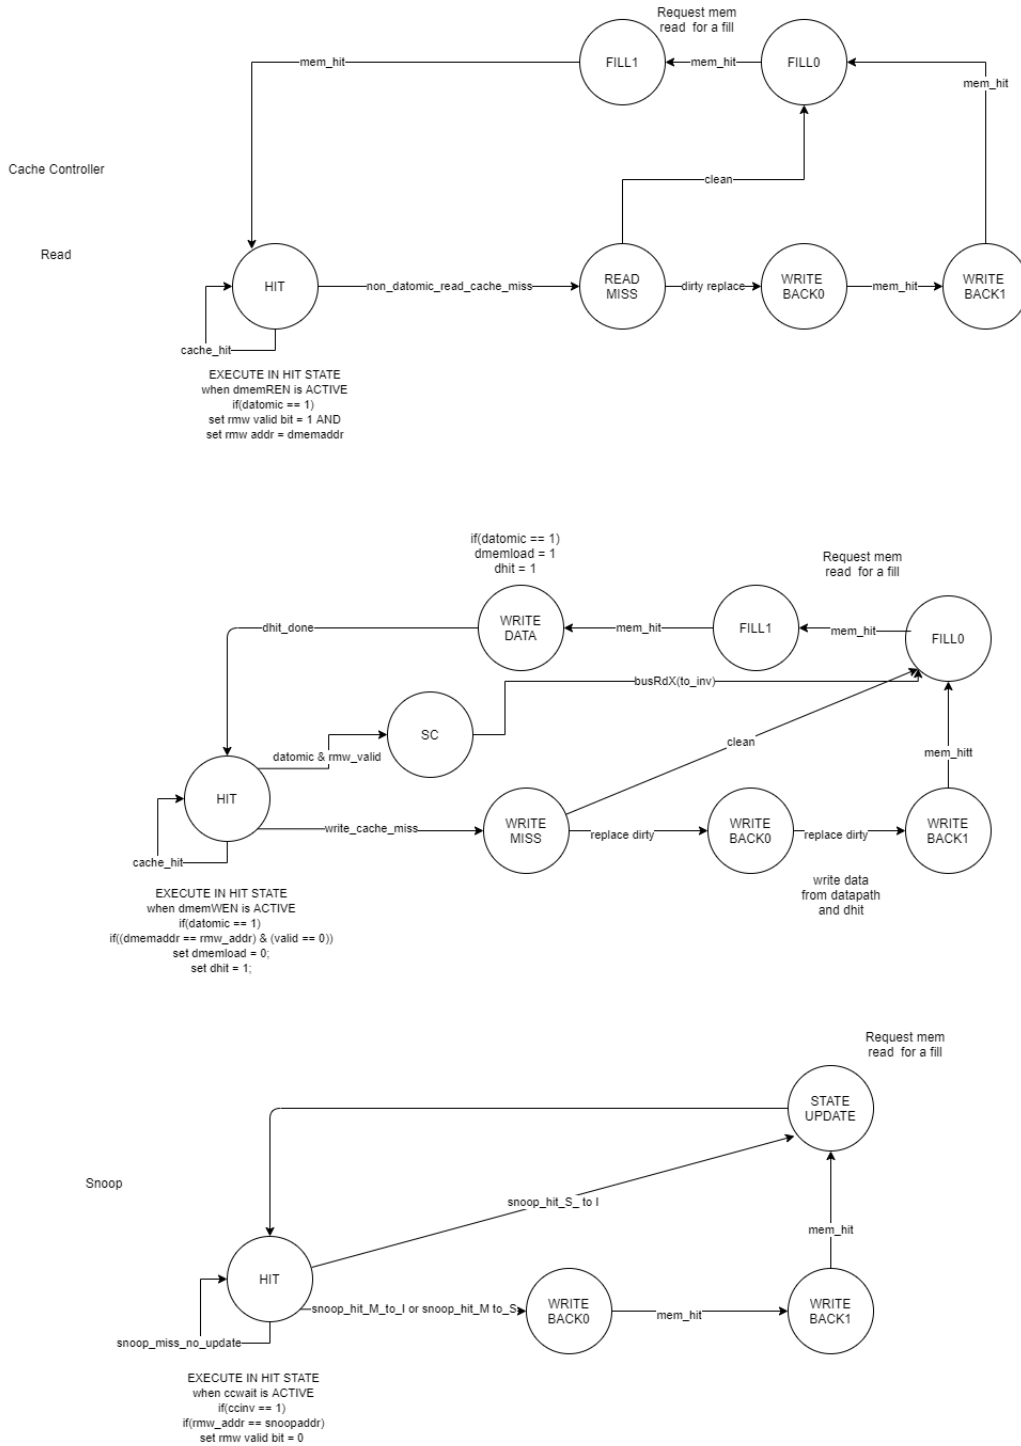 Request mem
read for a fill
FILL1
FILL0
mem_hit
mem_hit
mem_hit
Cache Controller
clean
Read
HIT
non_datomic_read_cache_miss
READ
MISS
dirty replace
WRITE
BACK0
mem_hit
WRITE
BACK1
cache_hit
EXECUTE IN HIT STATE
when dmemREN is ACTIVE
if(datomic == 1)
set rmw valid bit = 1 AND
set rmw addr = dmemaddr
if(datomic == 1)
dmemload = 1
dhit = 1
Request mem
read for a fill
dhit_done
WRITE
DATA
mem_hit
FILL1
mem_hit
FILL0
busRdX(to_inv)
SC
datomic & rmw_valid
clean
mem_hitt
HIT
write_cache_miss
WRITE
MISS
replace dirty
WRITE
BACK0
replace dirty
WRITE
BACK1
cache_hit
write data
from datapath
and dhit
EXECUTE IN HIT STATE
when dmemWEN is ACTIVE
if(datomic == 1)
if((dmemaddr == rmw_addr) & (valid == 0))
set dmemload = 0;
set dhit = 1;
Request mem
read for a fill
STATE
UPDATE
Snoop
snoop_hit_S_ to I
mem_hit
HIT
snoop_hit_M_to_I or snoop_hit_M to_S
WRITE
BACK0
mem_hit
WRITE
BACK1
snoop_miss_no_update
EXECUTE IN HIT STATE
when ccwait is ACTIVE
if(ccinv == 1)
if(rmw_addr == snoopaddr)
set rmw valid bit = 0